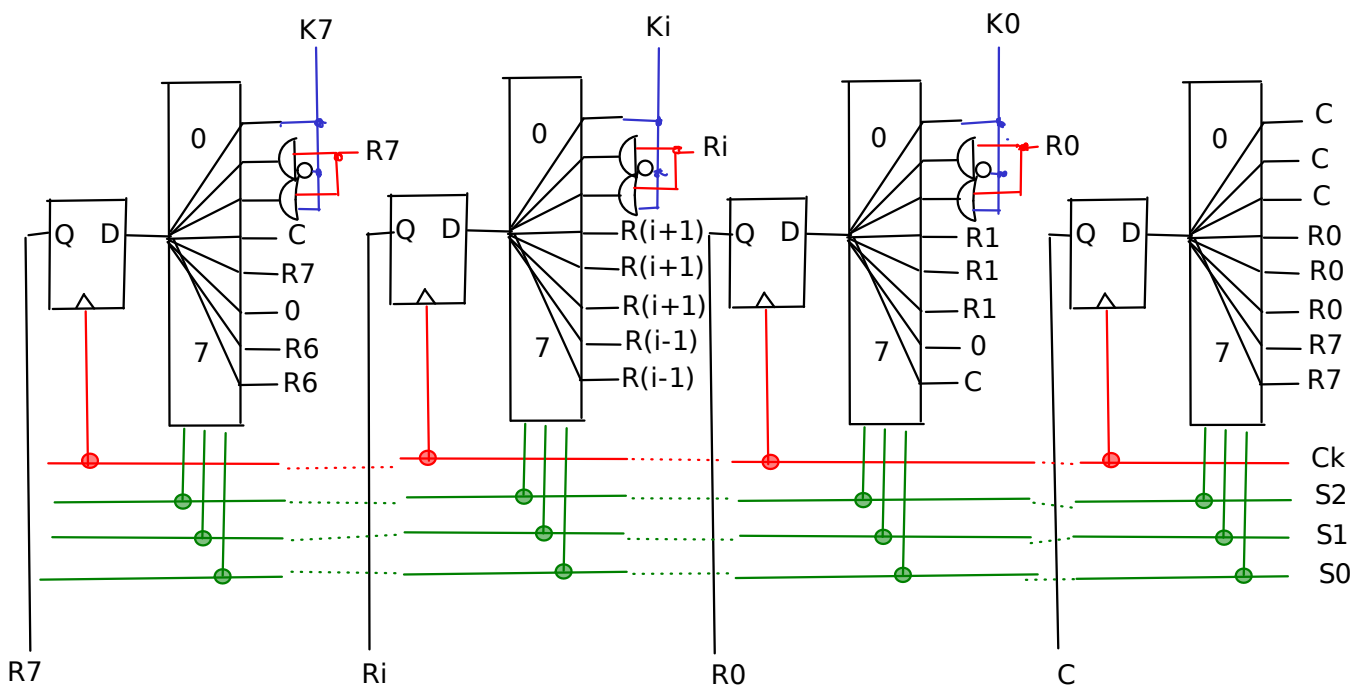 K7 Ki K0
C
0 0 0 0
R7 Ri R0 C
C
Q D Q D Q D Q D
C R(i+1) R1 R0
R7 R(i+1) R1 R0
0 R(i+1) R1 R0
7 R6 7 R(i-1) 7 0 7 R7
R6 R(i-1) C R7
Ck
S2
S1
S0
R7 Ri R0 C